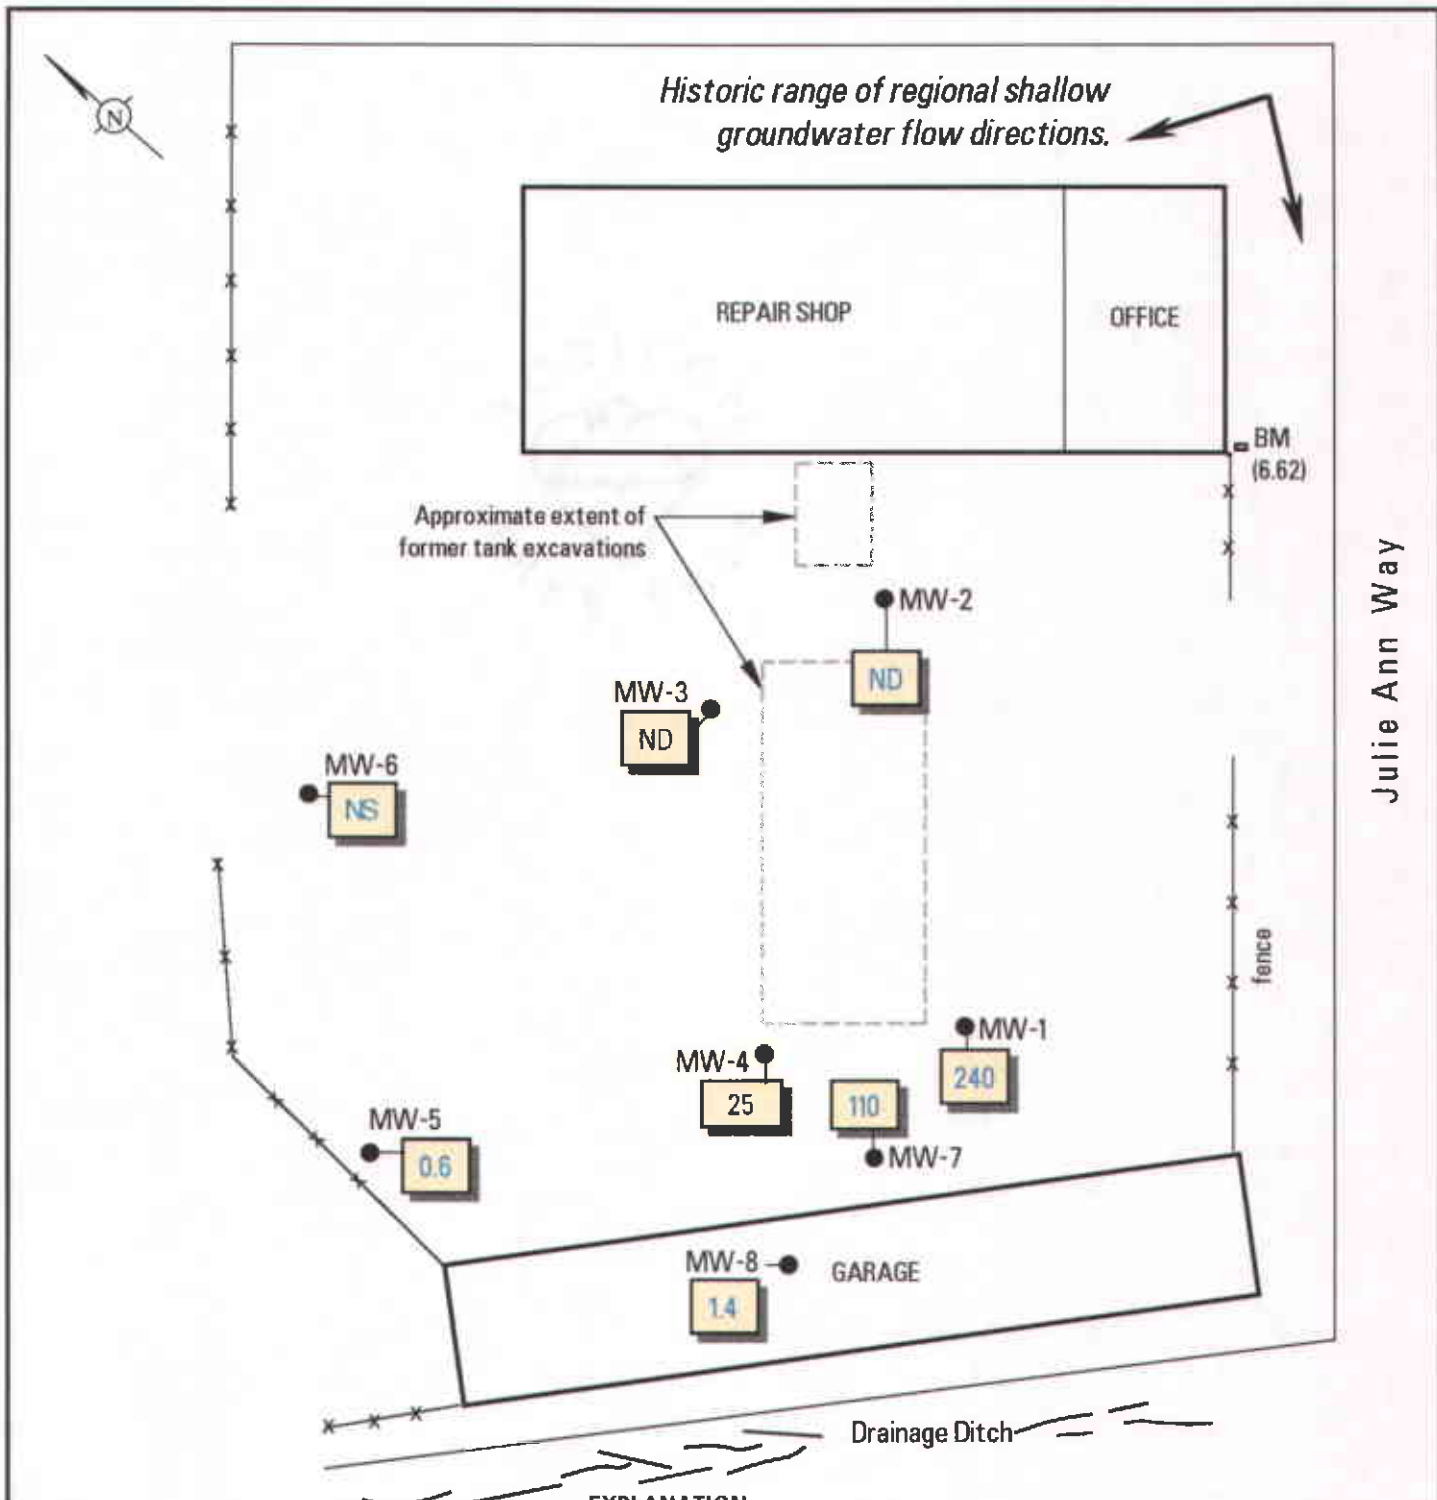 N
Historic range of regional shallow
groundwater flow directions.
REPAIR SHOP
OFFICE
BM
(6.62)
Approximate extent of
former tank excavations
MW-2
ND
MW-3
ND
MW-6
NS
Julie Ann Way
fence
MW-1
240
MW-4
25
110
MW-7
MW-5
0.6
MW-8
1.4
GARAGE
Drainage Ditch
EXPLANATION